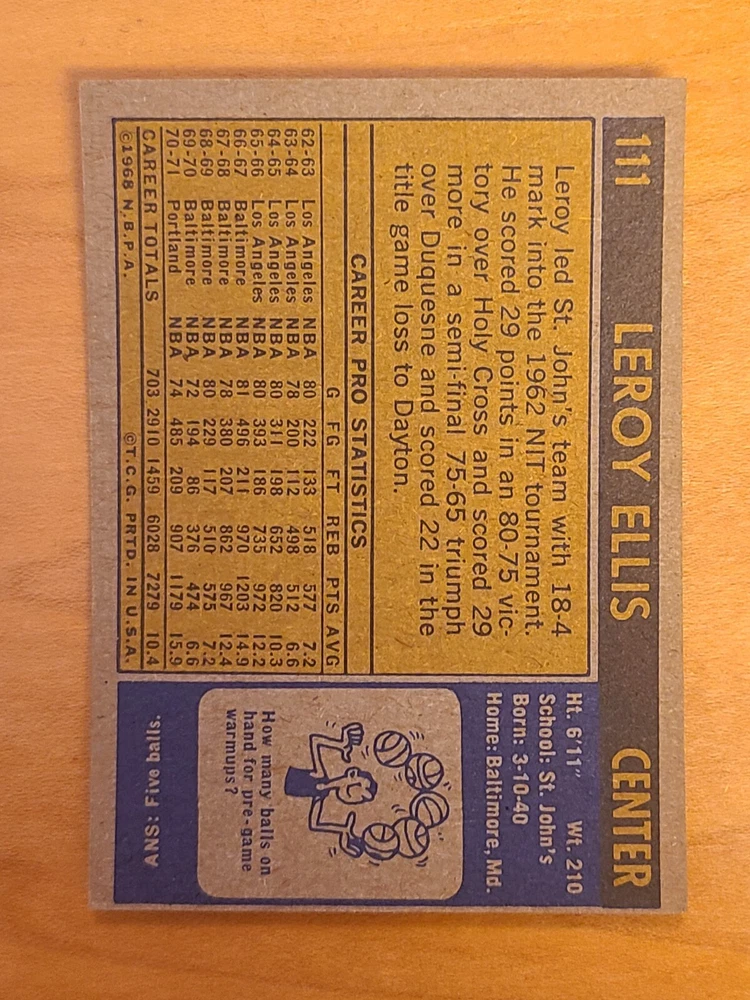 111 LEROY ELLIS CENTER
Leroy led St. John's team with 18-4
mark into the 1962 NIT tournament.
He scored 29 points in an 80-75 vic-
tory over Holy Cross and scored 29
more in a semi-final 75-65 triumph
over Duquesne and scored 22 in the
title game loss to Dayton.
CAREER PRO STATISTICS
G FG FT REB PTS AVG
62-63 Los Angeles NBA 80 222 133 518 577 7.2
63-64 Los Angeles NBA 78 200 112 498 512 6.6
64-65 Los Angeles NBA 80 311 198 652 820 10.3
65-66 Los Angeles NBA 80 393 186 735 972 12.2
66-67 Baltimore NBA 81 496 211 970 1203 14.9
67-68 Baltimore NBA 78 380 207 862 967 12.4
68-69 Baltimore NBA 80 229 117 510 575 7.2
69-70 Baltimore NBA 72 194 86 376 474 6.6
70-71 Portland NBA 74 485 209 907 1179 15.9
CAREER TOTALS 703 2910 1459 6028 7279 10.4
©1968 N.B.P.A. ©T.C.G. PRTD. IN U.S.A.
Ht. 6'11" Wt. 210
School: St. John's
Born: 3-10-40
Home: Baltimore, Md.
How many balls on
hand for pre-game
warmups?
ANS: Five balls.